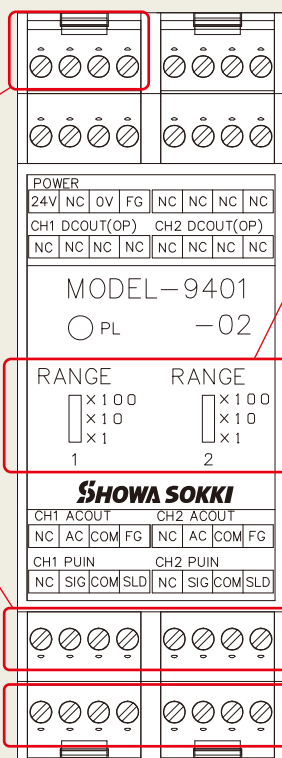 POWER
24V NC 0V FG NC NC NC NC
CH1 DCOUT(OP) CH2 DCOUT(OP)
NC NC NC NC NC NC NC NC
MODEL-9401
PL -02
RANGE RANGE
×100 ×100
×10 ×10
×1 ×1
1 2
SHOWA SOKKI
CH1 ACOUT CH2 ACOUT
NC AC COM FG NC AC COM FG
CH1 PUIN CH2 PUIN
NC SIG COM SLD NC SIG COM SLD